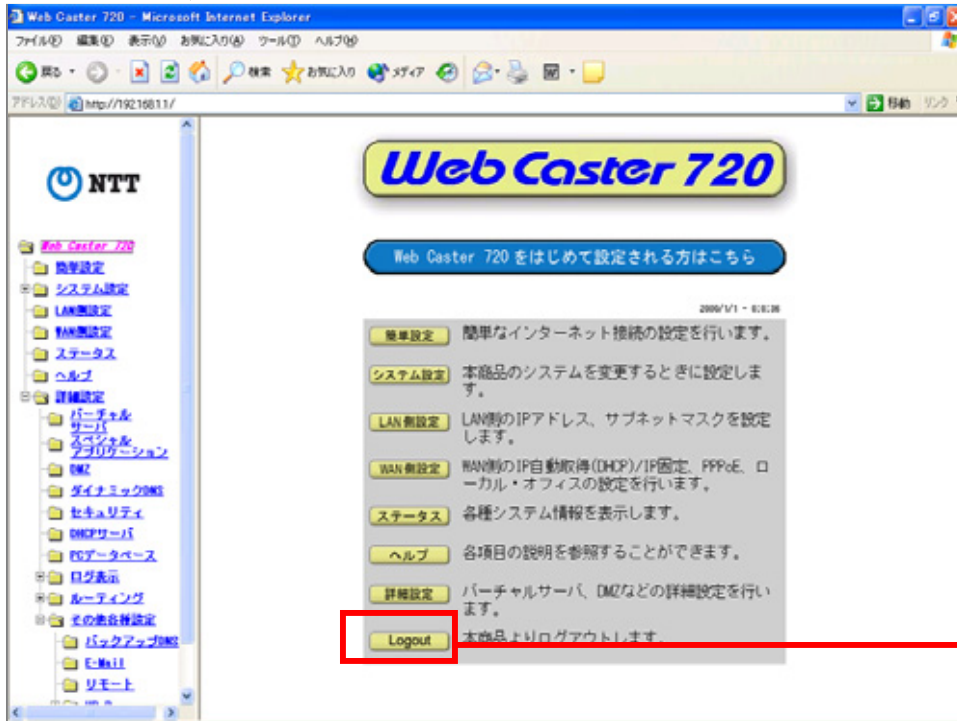 Web Caster 720 - Microsoft Internet Explorer
ファイル(F) 編集(E) 表示(V) お気に入り(A) ツール(T) ヘルプ(H)
戻る 検索 お気に入り メディア
アドレス(D) http://192.168.1.1/ 移動 リンク
NTT
Web Caster 720
簡単設定
システム設定
LAN側設定
WAN側設定
ステータス
ヘルプ
詳細設定
バーチャル
サーバ
スペシャル
アプリケーション
DMZ
ダイナミックDNS
セキュリティ
DHCPサーバ
PCデータベース
ログ表示
ルーティング
その他各種設定
バックアップDNS
E-Mail
リモート
Web Caster 720
Web Caster 720 をはじめて設定される方はこちら
2000/1/1 - 0:0:36
簡単設定 簡単なインターネット接続の設定を行います。
システム設定 本商品のシステムを変更するときに設定しま
す。
LAN側設定 LAN側のIPアドレス、サブネットマスクを設定
します。
WAN側設定 WAN側のIP自動取得(DHCP)/IP固定、PPPoE、ロ
ーカル・オフィスの設定を行います。
ステータス 各種システム情報を表示します。
ヘルプ 各項目の説明を参照することができます。
詳細設定 バーチャルサーバ、DMZなどの詳細設定を行い
ます。
Logout 本商品よりログアウトします。